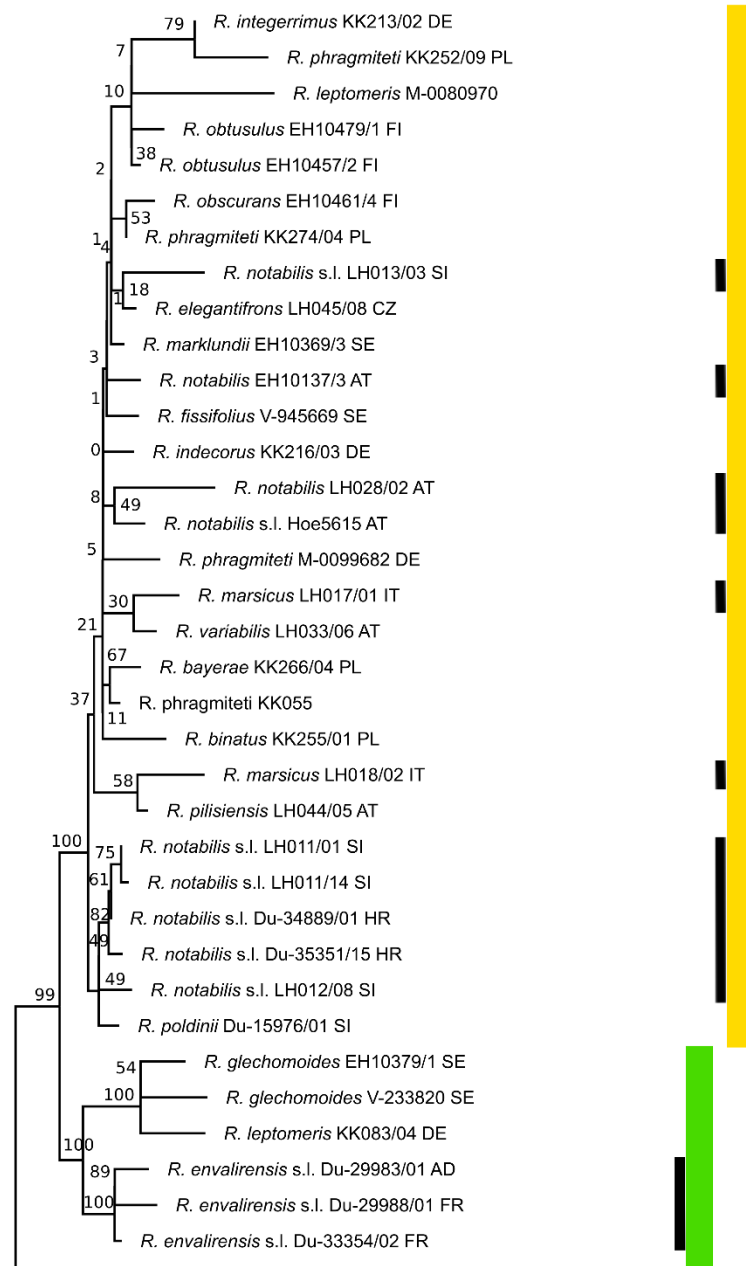 79
R. integerrimus KK213/02 DE
7
R. phragmiteti KK252/09 PL
10
R. leptomeris M-0080970
R. obtusulus EH10479/1 FI
38
R. obtusulus EH10457/2 FI
2
R. obscurans EH10461/4 FI
53
R. phragmiteti KK274/04 PL
1
4
R. notabilis s.l. LH013/03 SI
18
1
R. elegantifrons LH045/08 CZ
R. marklundii EH10369/3 SE
3
R. notabilis EH10137/3 AT
1
R. fissifolius V-945669 SE
0
R. indecorus KK216/03 DE
R. notabilis LH028/02 AT
8
49
R. notabilis s.l. Hoe5615 AT
5
R. phragmiteti M-0099682 DE
R. marsicus LH017/01 IT
30
21
R. variabilis LH033/06 AT
67
R. bayerae KK266/04 PL
37
R. phragmiteti KK055
11
R. binatus KK255/01 PL
R. marsicus LH018/02 IT
58
R. pilisiensis LH044/05 AT
100
R. notabilis s.l. LH011/01 SI
75
61
R. notabilis s.l. LH011/14 SI
82
R. notabilis s.l. Du-34889/01 HR
49
R. notabilis s.l. Du-35351/15 HR
49
R. notabilis s.l. LH012/08 SI
99
R. poldinii Du-15976/01 SI
54
R. glechomoides EH10379/1 SE
100
R. glechomoides V-233820 SE
R. leptomeris KK083/04 DE
100
89
R. envalirensis s.l. Du-29983/01 AD
100
R. envalirensis s.l. Du-29988/01 FR
R. envalirensis s.l. Du-33354/02 FR